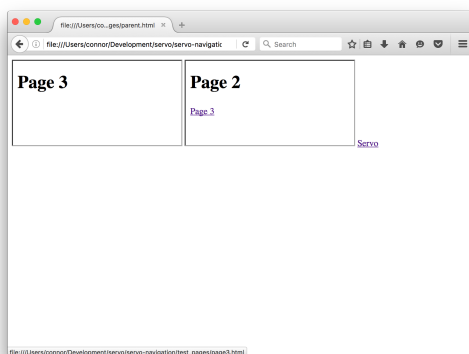 file:///Users/co...ges/parent.html
file:///Users/connor/Development/servo/servo-navigatic
Search
Page 3
Page 2
Page 3
Servo
file:///Users/connor/Development/servo/servo-navigation/test_pages/page3.html